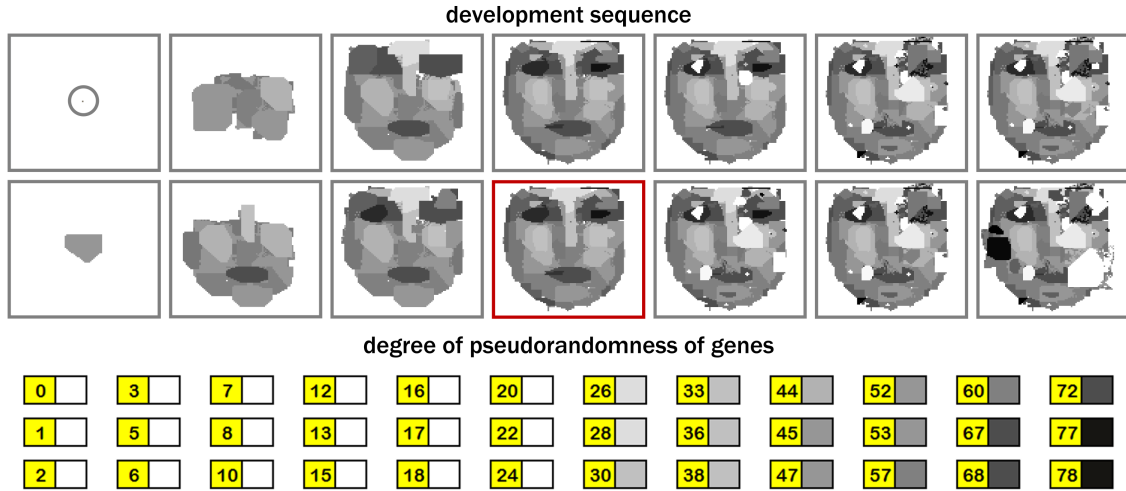 development sequence
degree of pseudorandomness of genes
0 3 7 12 16 20 26 33 44 52 60 72
1 5 8 13 17 22 28 36 45 53 67 77
2 6 10 15 18 24 30 38 47 57 68 78